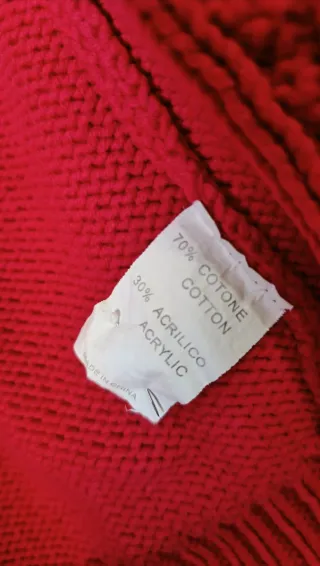 70% COTONE
COTTON
30% ACRILICO
ACRYLIC
MADE IN CHINA